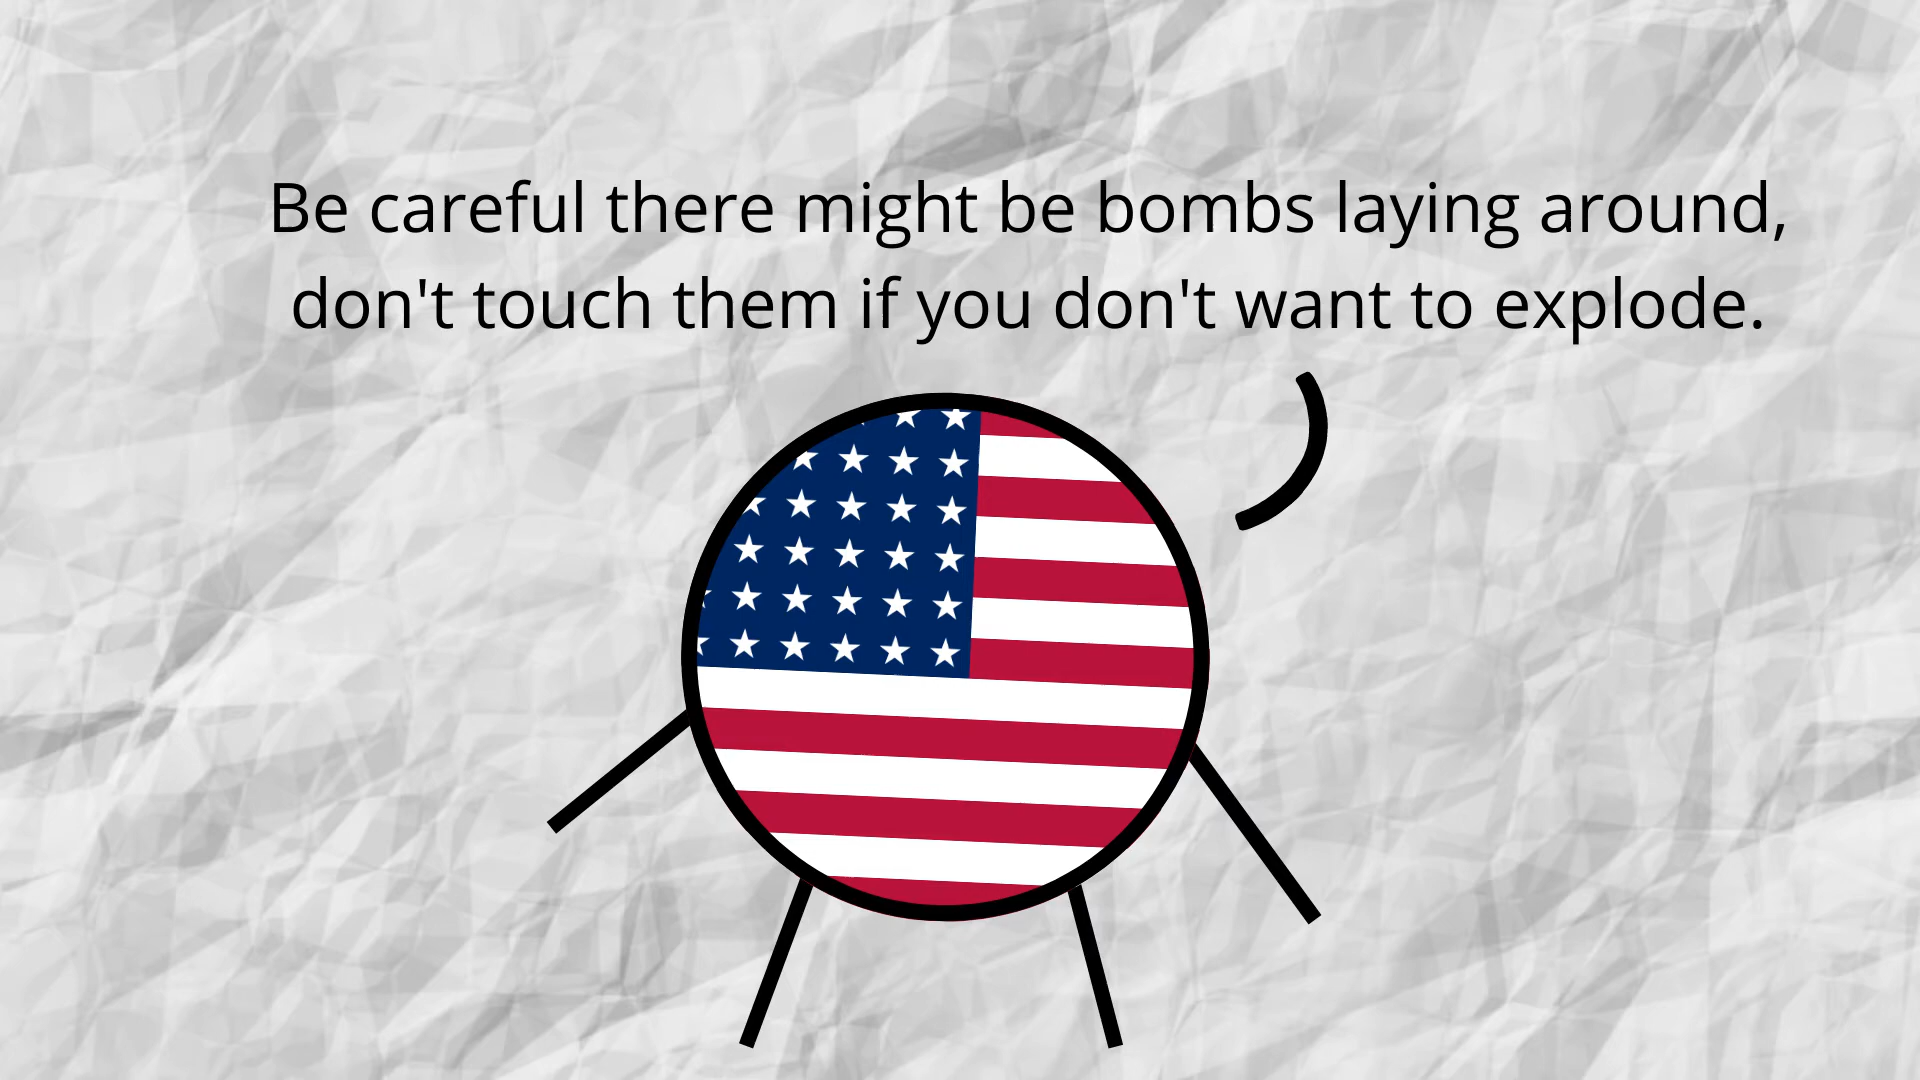 Be careful there might be bombs laying around,
don't touch them if you don't want to explode.